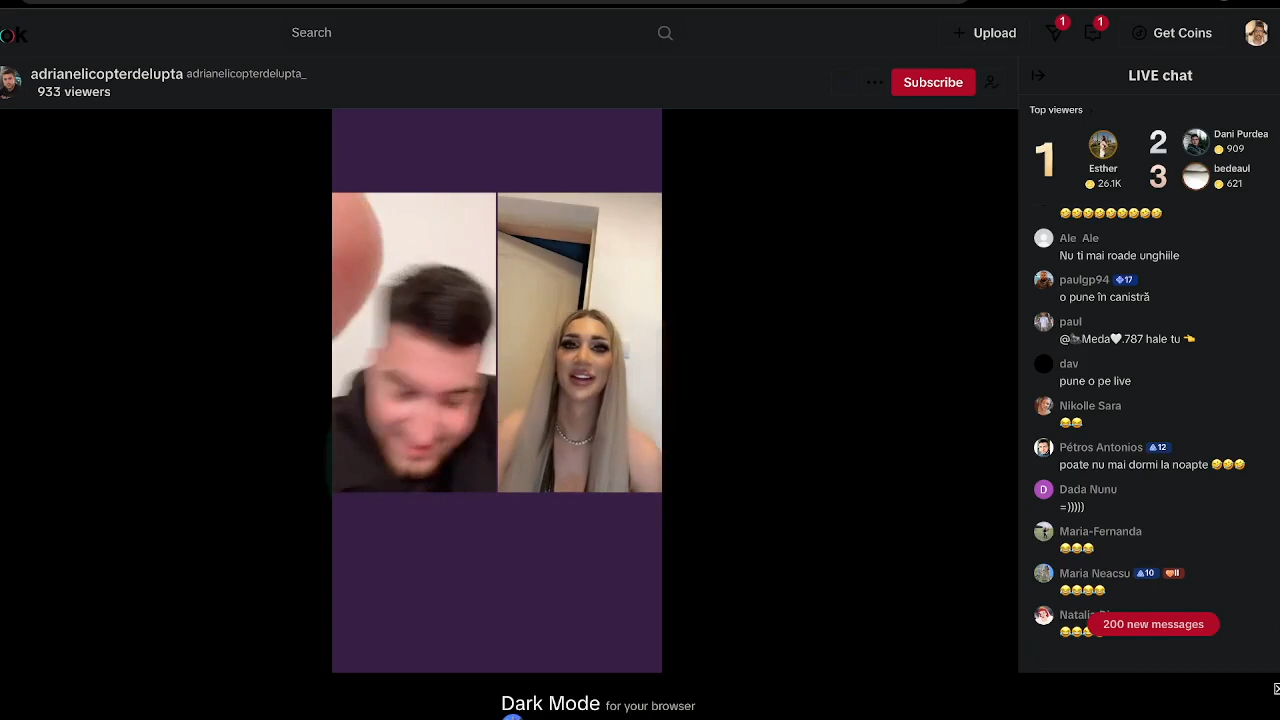 ok
Search
Upload
1
1
Get Coins
adrianelicopterdelupta adrianelicopterdelupta_
933 viewers
Subscribe
LIVE chat
Top viewers
1
Esther
26.1K
2
Dani Purdea
909
3
bedeaul
621
🤣🤣🤣🤣🤣🤣🤣🤣🤣
Ale Ale
Nu ti mai roade unghiile
paulgp94 17
o pune în canistră
paul
@🐆Meda🤍.787 hale tu 👈
dav
pune o pe live
Nikolle Sara
😂😂
Pétros Antonios 12
poate nu mai dormi la noapte 🤣🤣🤣
D
Dada Nunu
=)))))
Maria-Fernanda
😂😂😂
Maria Neacsu 10 II
😂😂😂😂
200 new messages
Dark Mode for your browser